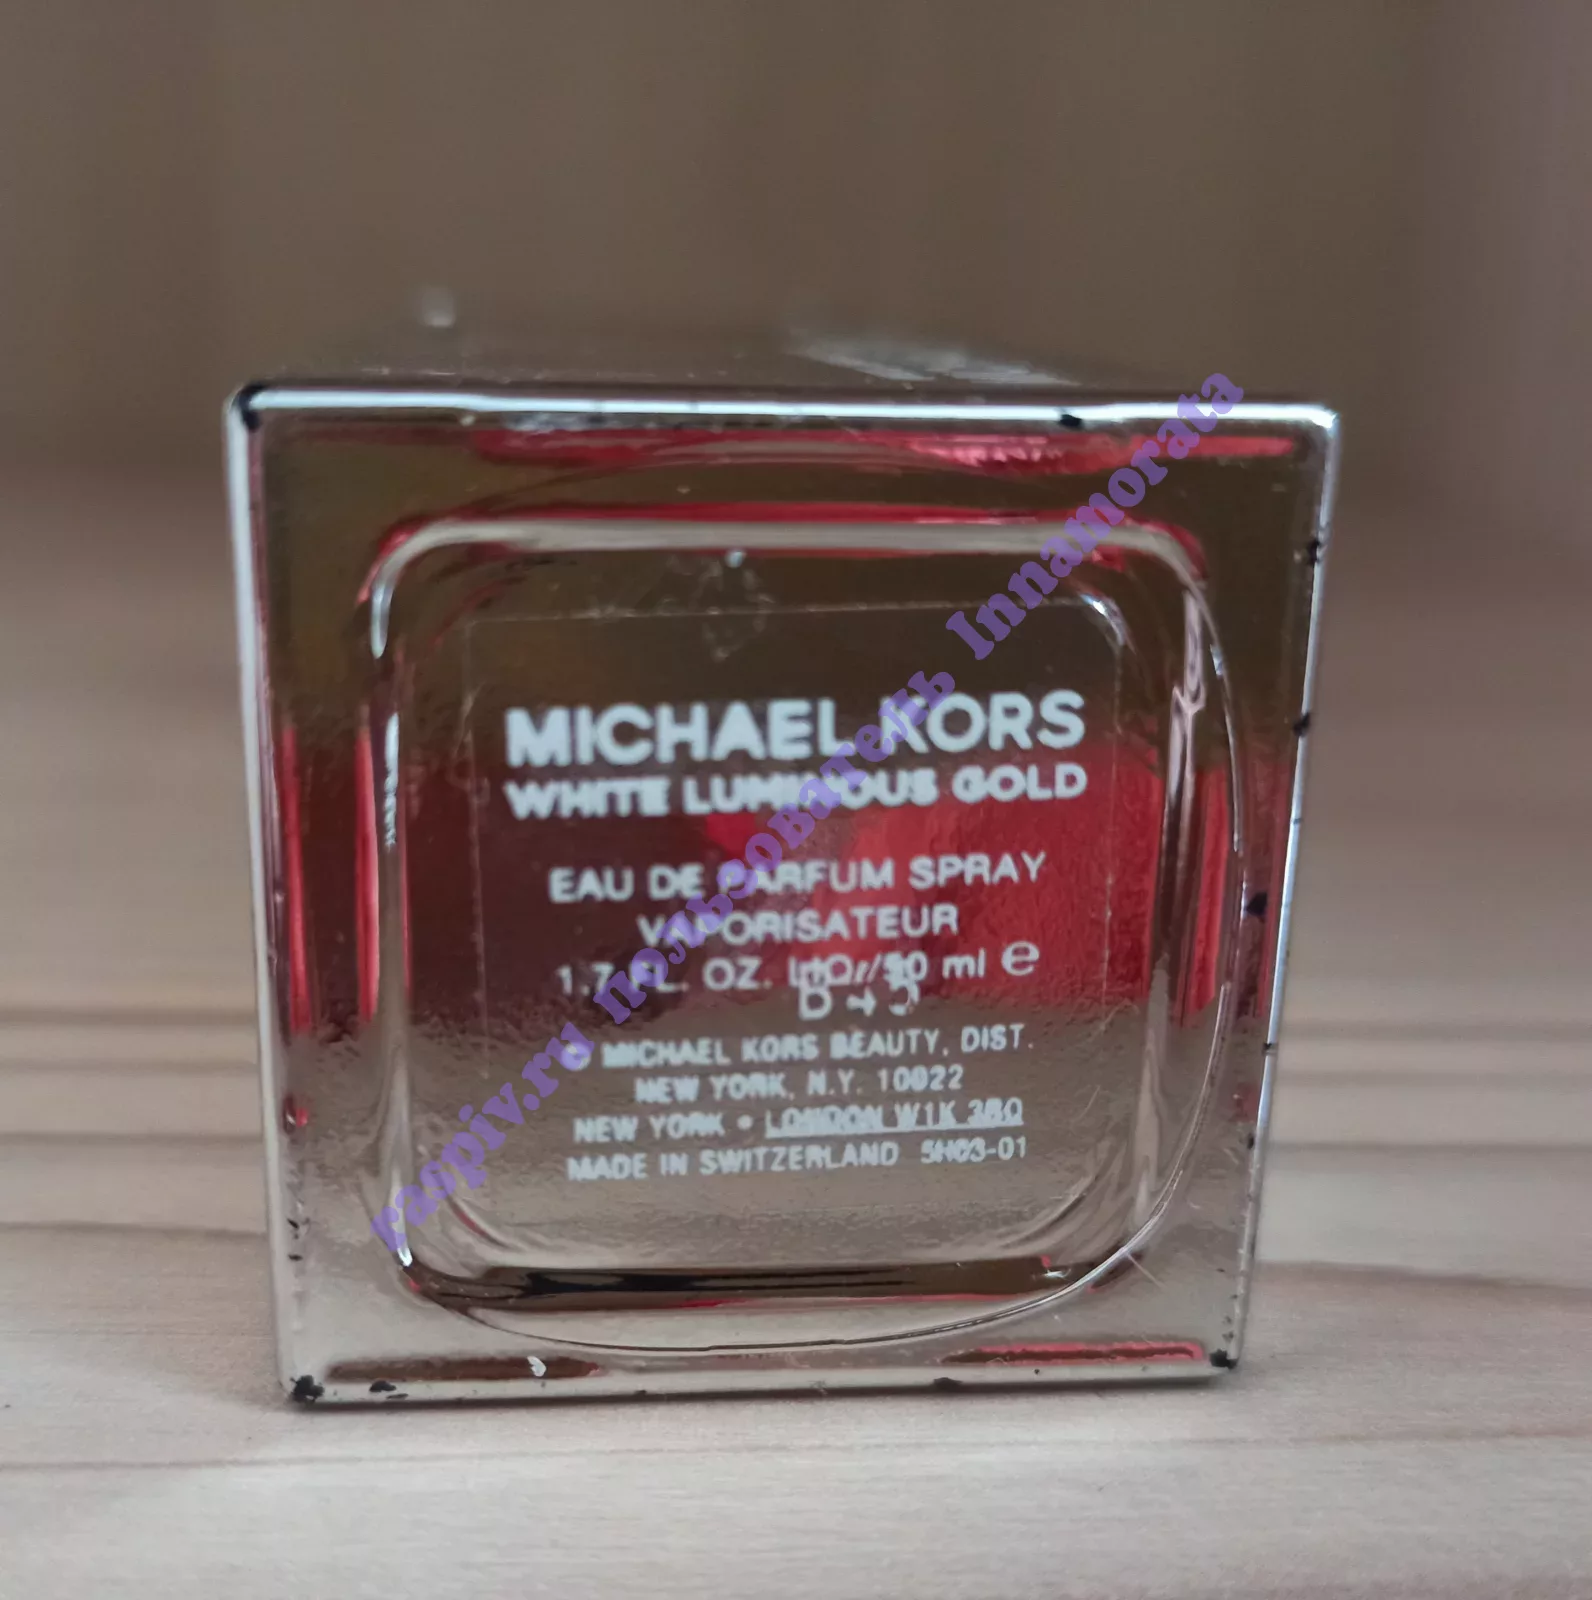 MICHAEL KORS
WHITE LUMINOUS GOLD
EAU DE PARFUM SPRAY
VAPORISATEUR
1.7 FL. OZ. LIQ./50 ml e
MICHAEL KORS BEAUTY, DIST.
NEW YORK, N.Y. 10022
NEW YORK • LONDON W1K
MADE IN SWITZERLAND 5H03-01
raspiv.ru пользователь Innamorata